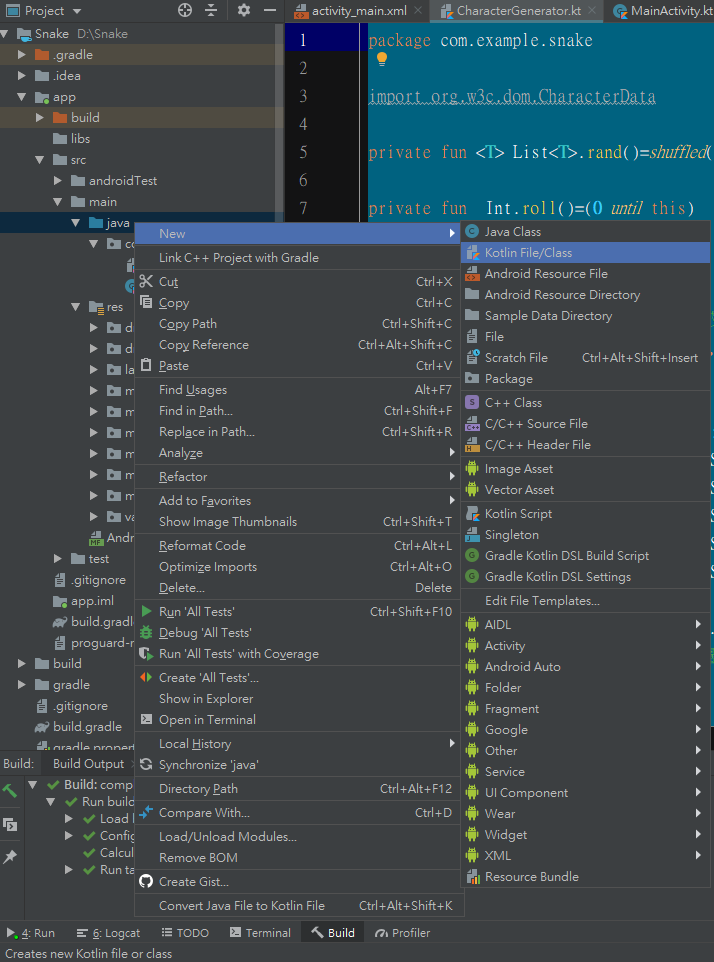 Project
activity_main.xml
CharacterGenerator.kt
MainActivity.kt
Snake D:\Snake
.gradle
.idea
app
build
libs
src
androidTest
main
java
co
res
d
d
la
m
m
m
m
m
m
va
Andr
test
.gitignore
app.iml
build.gradle
proguard-r
build
gradle
.gitignore
build.gradle
gradle.propert
1 package com.example.snake
2
3 import org.w3c.dom.CharacterData
4
5 private fun <T> List<T>.rand()=shuffled(
6
7 private fun Int.roll()=(0 until this)
New
Link C++ Project with Gradle
Cut Ctrl+X
Copy Ctrl+C
Copy Path Ctrl+Shift+C
Copy Reference Ctrl+Alt+Shift+C
Paste Ctrl+V
Find Usages Alt+F7
Find in Path... Ctrl+Shift+F
Replace in Path... Ctrl+Shift+R
Analyze
Refactor
Add to Favorites
Show Image Thumbnails Ctrl+Shift+T
Reformat Code Ctrl+Alt+L
Optimize Imports Ctrl+Alt+O
Delete... Delete
Run 'All Tests' Ctrl+Shift+F10
Debug 'All Tests'
Run 'All Tests' with Coverage
Create 'All Tests'...
Show in Explorer
Open in Terminal
Local History
Synchronize 'java'
Directory Path Ctrl+Alt+F12
Compare With... Ctrl+D
Load/Unload Modules...
Remove BOM
Create Gist...
Convert Java File to Kotlin File Ctrl+Alt+Shift+K
Java Class
Kotlin File/Class
Android Resource File
Android Resource Directory
Sample Data Directory
File
Scratch File Ctrl+Alt+Shift+Insert
Package
C++ Class
C/C++ Source File
C/C++ Header File
Image Asset
Vector Asset
Kotlin Script
Singleton
Gradle Kotlin DSL Build Script
Gradle Kotlin DSL Settings
Edit File Templates...
AIDL
Activity
Android Auto
Folder
Fragment
Google
Other
Service
UI Component
Wear
Widget
XML
Resource Bundle
Build: Build Output
Build: comp
Run build
Load b
Config
Calcul
Run ta
4: Run
6: Logcat
TODO
Terminal
Build
Profiler
Creates new Kotlin file or class